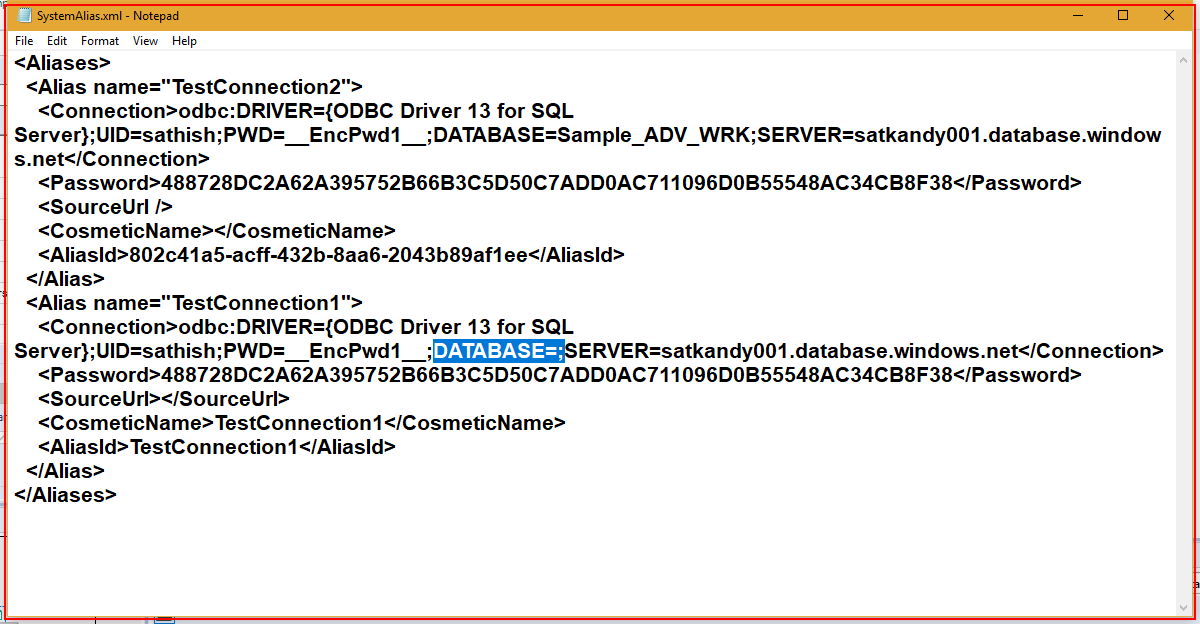 SystemAlias.xml - Notepad
File Edit Format View Help
<Aliases>
<Alias name="TestConnection2">
<Connection>odbc:DRIVER={ODBC Driver 13 for SQL
Server};UID=sathish;PWD=__EncPwd1__;DATABASE=Sample_ADV_WRK;SERVER=satkandy001.database.window
s.net</Connection>
<Password>488728DC2A62A395752B66B3C5D50C7ADD0AC711096D0B55548AC34CB8F38</Password>
<SourceUrl />
<CosmeticName></CosmeticName>
<AliasId>802c41a5-acff-432b-8aa6-2043b89af1ee</AliasId>
</Alias>
<Alias name="TestConnection1">
<Connection>odbc:DRIVER={ODBC Driver 13 for SQL
Server};UID=sathish;PWD=__EncPwd1__;DATABASE=;SERVER=satkandy001.database.windows.net</Connection>
<Password>488728DC2A62A395752B66B3C5D50C7ADD0AC711096D0B55548AC34CB8F38</Password>
<SourceUrl></SourceUrl>
<CosmeticName>TestConnection1</CosmeticName>
<AliasId>TestConnection1</AliasId>
</Alias>
</Aliases>